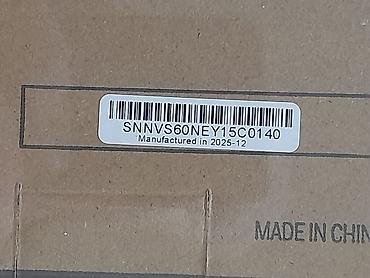 SNNVS60NEY15C0140
Manufactured in 2025-12
MADE IN CHIN